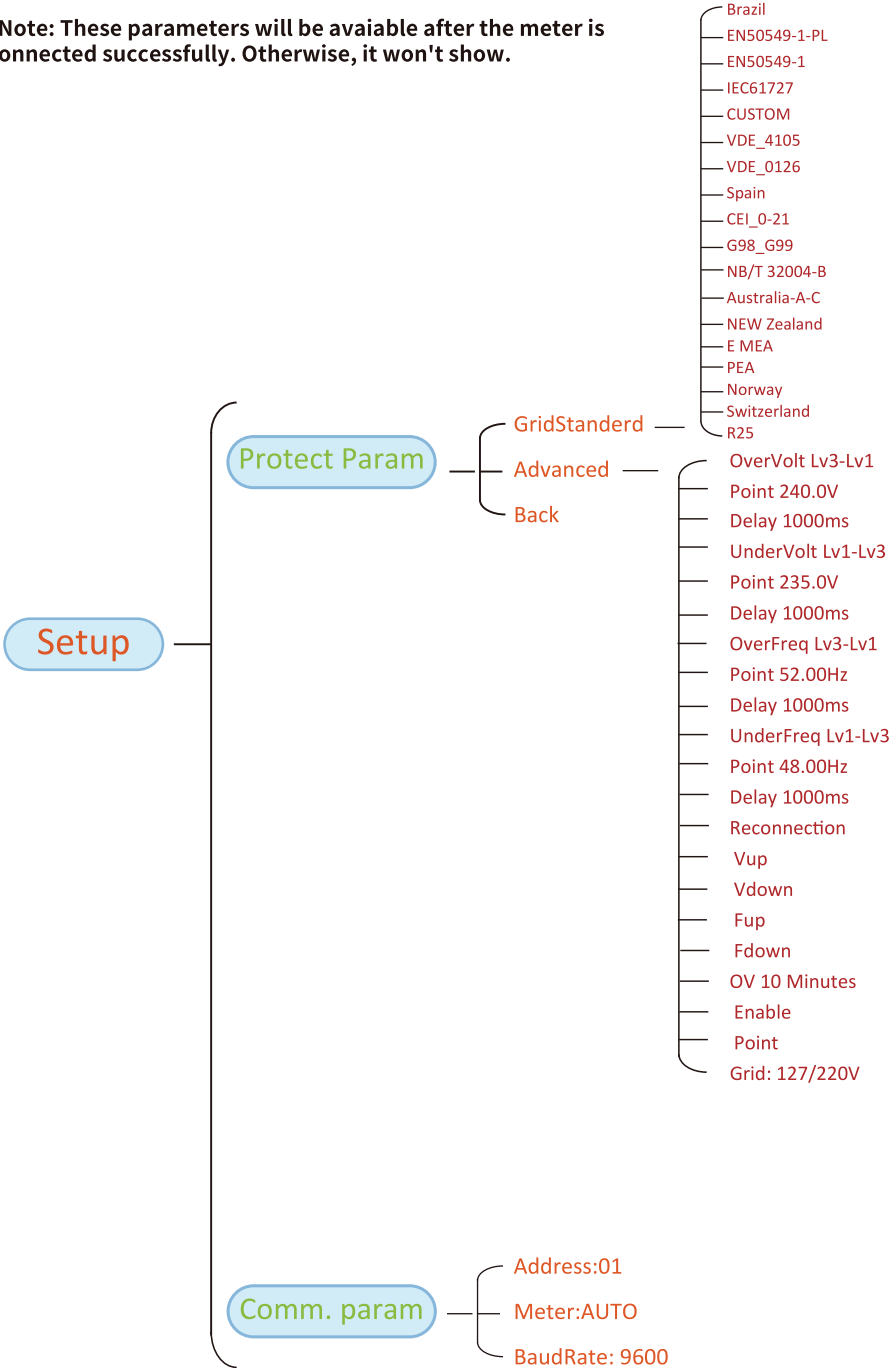 Note: These parameters will be avaiable after the meter is
onnected successfully. Otherwise, it won't show.
Setup
Protect Param
GridStanderd
Brazil
EN50549-1-PL
EN50549-1
IEC61727
CUSTOM
VDE_4105
VDE_0126
Spain
CEI_0-21
G98_G99
NB/T 32004-B
Australia-A-C
NEW Zealand
E MEA
PEA
Norway
Switzerland
R25
Advanced
OverVolt Lv3-Lv1
Point 240.0V
Delay 1000ms
UnderVolt Lv1-Lv3
Point 235.0V
Delay 1000ms
OverFreq Lv3-Lv1
Point 52.00Hz
Delay 1000ms
UnderFreq Lv1-Lv3
Point 48.00Hz
Delay 1000ms
Reconnection
Vup
Vdown
Fup
Fdown
OV 10 Minutes
Enable
Point
Grid: 127/220V
Back
Comm. param
Address:01
Meter:AUTO
BaudRate: 9600